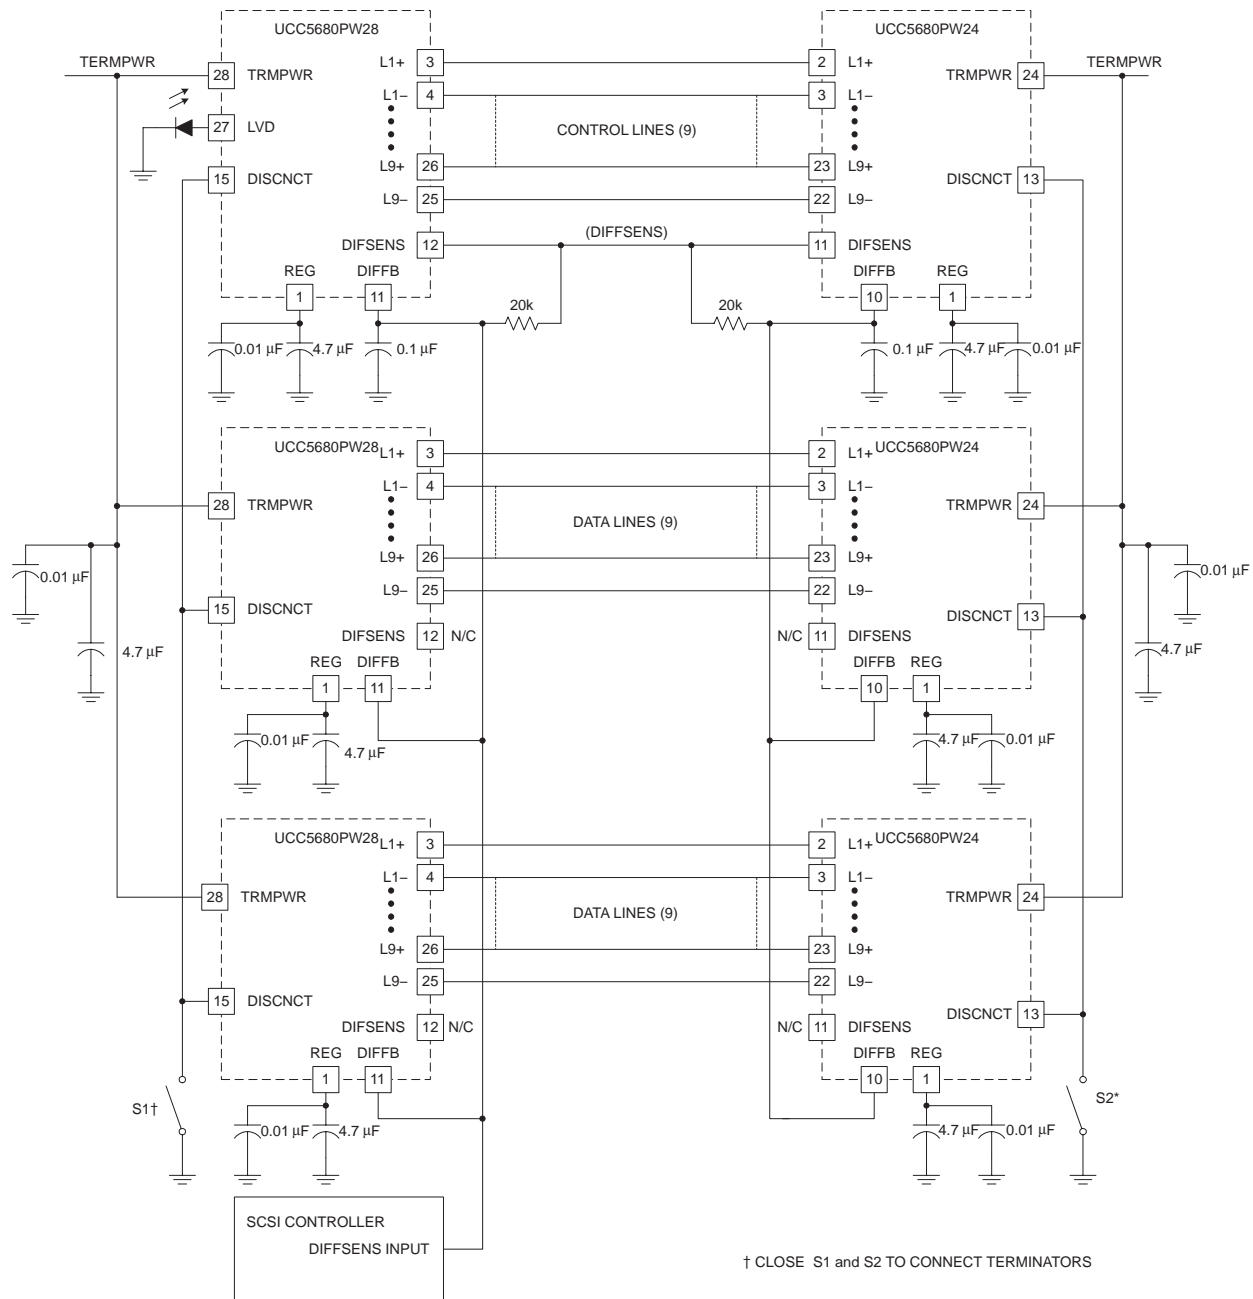 UCC5680PW28
UCC5680PW24
TERMPWR
28 TRMPWR
L1+ 3
2 L1+
TRMPWR 24
TERMPWR
L1– 4
3 L1–
27 LVD
CONTROL LINES (9)
L9+ 26
23 L9+
15 DISCNCT
DISCNCT 13
L9– 25
22 L9–
(DIFFSENS)
DIFSENS 12
11 DIFSENS
REG DIFFB
DIFFB REG
1 11
10 1
20k
20k
0.01 µF 4.7 µF 0.1 µF
0.1 µF 4.7 µF 0.01 µF
UCC5680PW28
UCC5680PW24
L1+ 3
2 L1+
L1– 4
3 L1–
28 TRMPWR
TRMPWR 24
DATA LINES (9)
L9+ 26
23 L9+
0.01 µF
0.01 µF
L9– 25
22 L9–
15 DISCNCT
DISCNCT 13
DIFSENS 12 N/C
N/C 11 DIFSENS
4.7 µF
4.7 µF
REG DIFFB
DIFFB REG
1 11
10 1
0.01 µF 4.7 µF
4.7 µF 0.01 µF
UCC5680PW28
UCC5680PW24
L1+ 3
2 L1+
L1– 4
3 L1–
28 TRMPWR
TRMPWR 24
DATA LINES (9)
L9+ 26
23 L9+
L9– 25
22 L9–
15 DISCNCT
DISCNCT 13
DIFSENS 12 N/C
N/C 11 DIFSENS
REG DIFFB
DIFFB REG
1 11
10 1
S1†
S2*
0.01 µF 4.7 µF
4.7 µF 0.01 µF
SCSI CONTROLLER
DIFFSENS INPUT
† CLOSE S1 and S2 TO CONNECT TERMINATORS